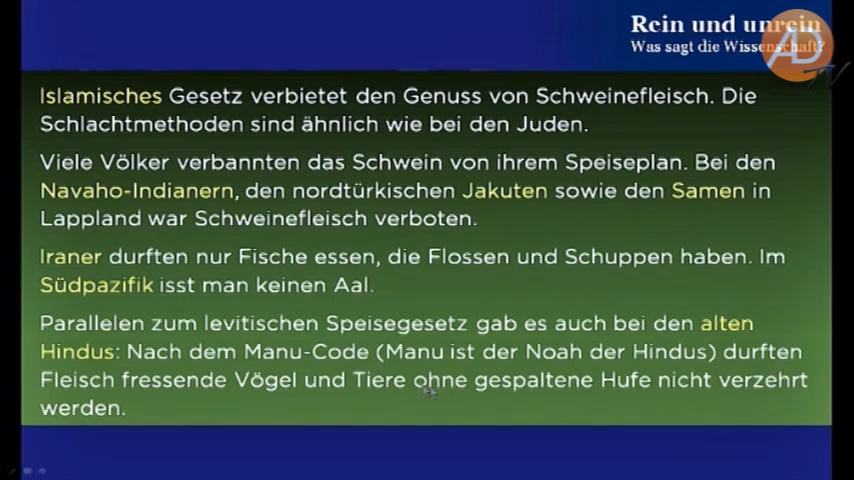 Rein und unrein
Was sagt die Wissenschaft?
AD
TV
Islamisches Gesetz verbietet den Genuss von Schweinefleisch. Die
Schlachtmethoden sind ähnlich wie bei den Juden.
Viele Völker verbannten das Schwein von ihrem Speiseplan. Bei den
Navaho-Indianern, den nordtürkischen Jakuten sowie den Samen in
Lappland war Schweinefleisch verboten.
Iraner durften nur Fische essen, die Flossen und Schuppen haben. Im
Südpazifik isst man keinen Aal.
Parallelen zum levitischen Speisegesetz gab es auch bei den alten
Hindus: Nach dem Manu-Code (Manu ist der Noah der Hindus) durften
Fleisch fressende Vögel und Tiere ohne gespaltene Hufe nicht verzehrt
werden.